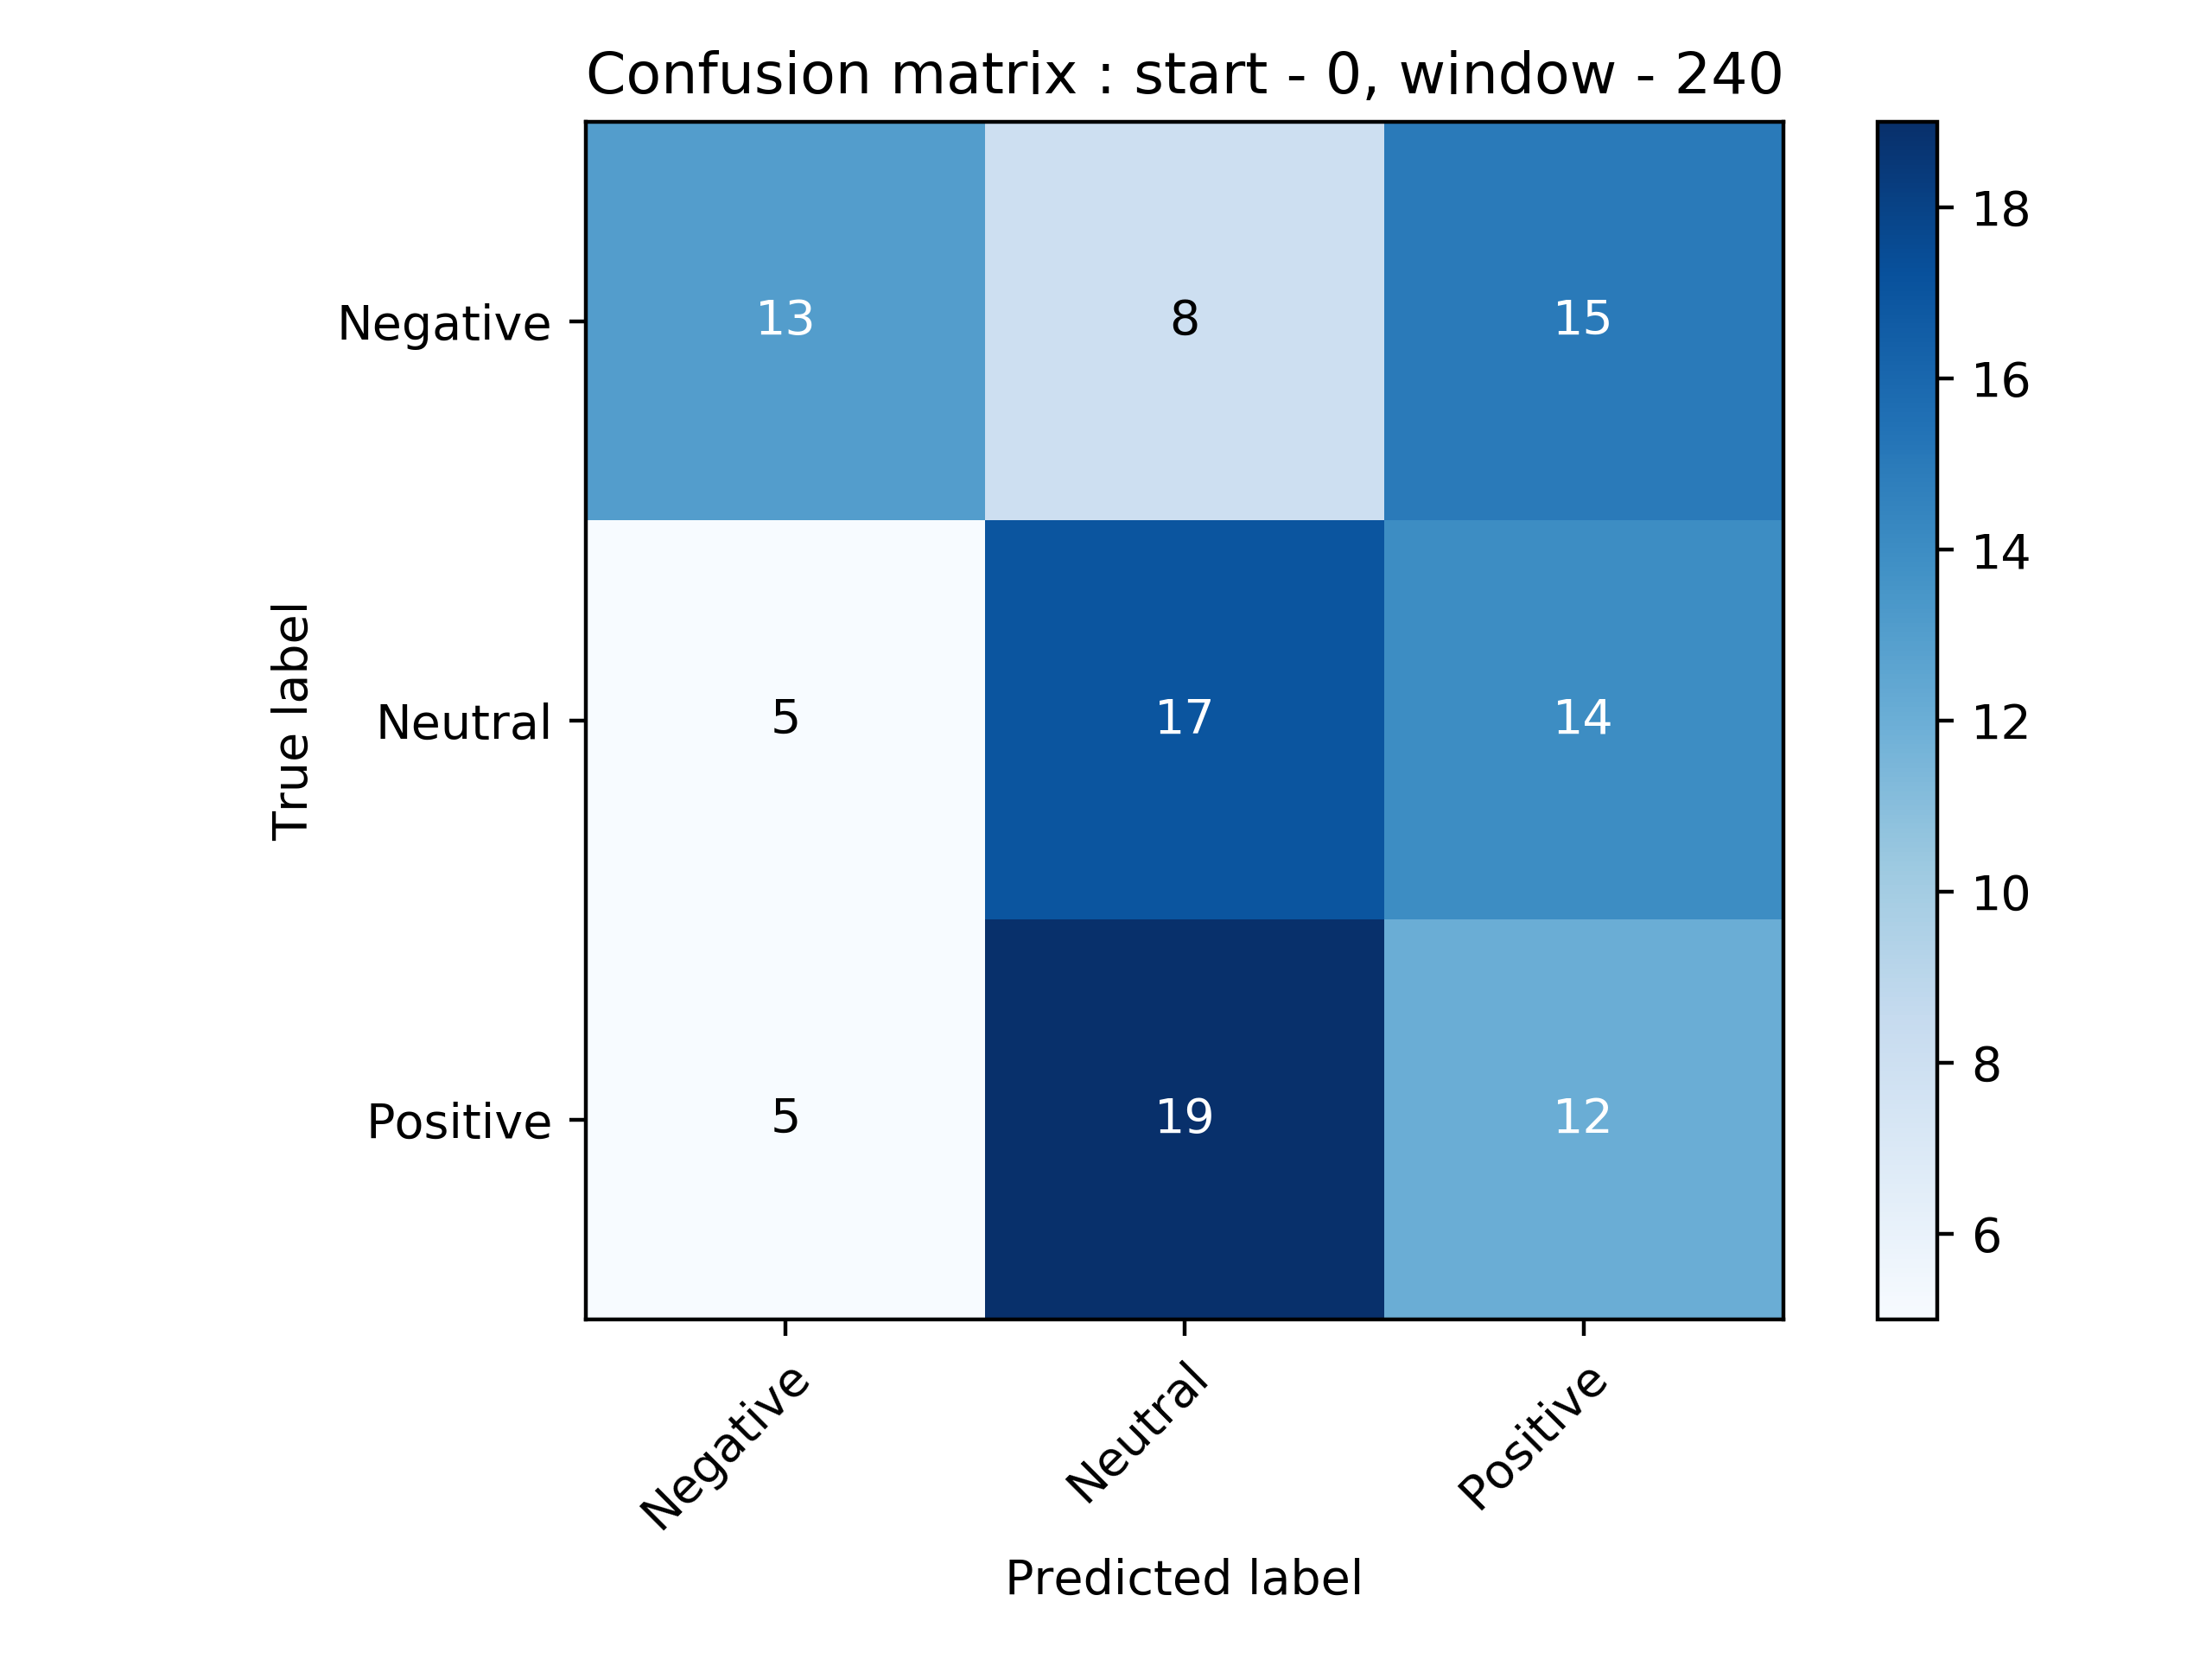 Confusion matrix : start - 0, window - 240
True label
Negative
13 8 15
Neutral
5 17 14
Positive
5 19 12
Negative
Neutral
Positive
Predicted label
18
16
14
12
10
8
6